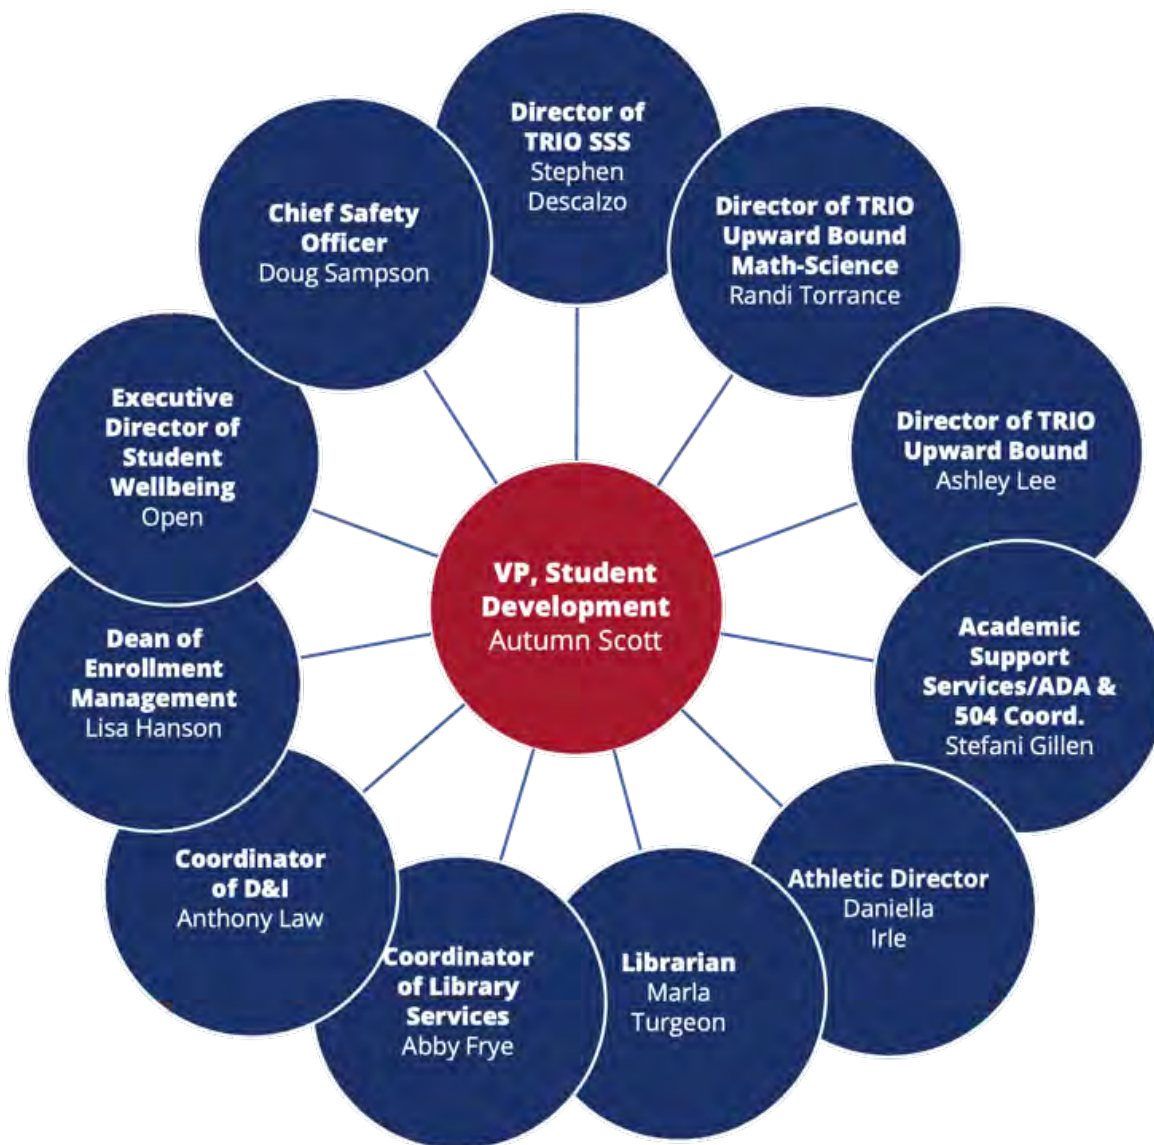 Director of
TRIO SSS
Stephen
Descalzo
Director of TRIO
Upward Bound
Math-Science
Randi Torrance
Director of TRIO
Upward Bound
Ashley Lee
Academic
Support
Services/ADA &
504 Coord.
Stefani Gillen
Athletic Director
Daniella
Irle
Librarian
Marla
Turgeon
Coordinator
of Library
Services
Abby Frye
Coordinator
of D&I
Anthony Law
Dean of
Enrollment
Management
Lisa Hanson
Executive
Director of
Student
Wellbeing
Open
Chief Safety
Officer
Doug Sampson
VP, Student
Development
Autumn Scott